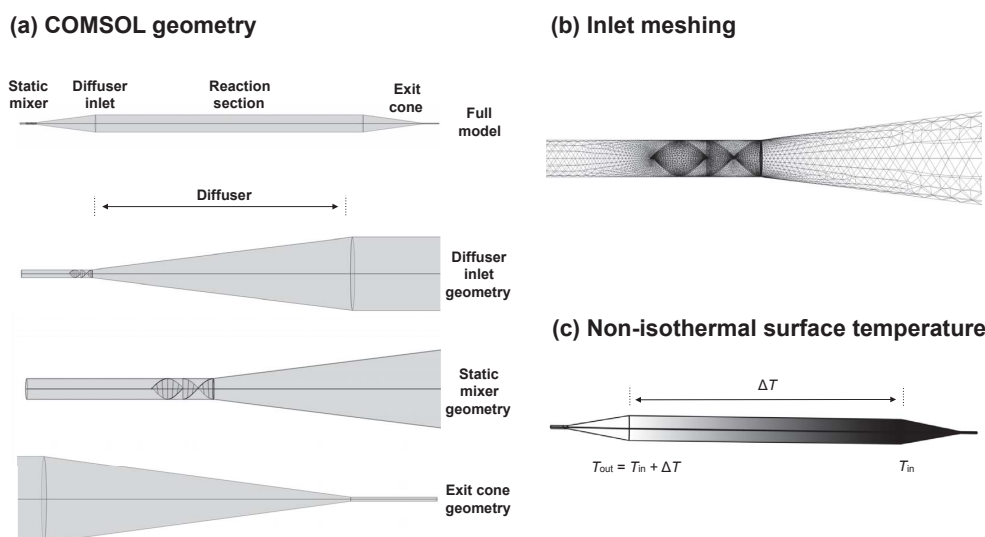 (a) COMSOL geometry
Static
mixer
Diffuser
inlet
Reaction
section
Exit
cone
Full
model
Diffuser
Diffuser
inlet
geometry
Static
mixer
geometry
Exit cone
geometry
(b) Inlet meshing
(c) Non-isothermal surface temperature
ΔT
Tout = Tin + ΔT
Tin